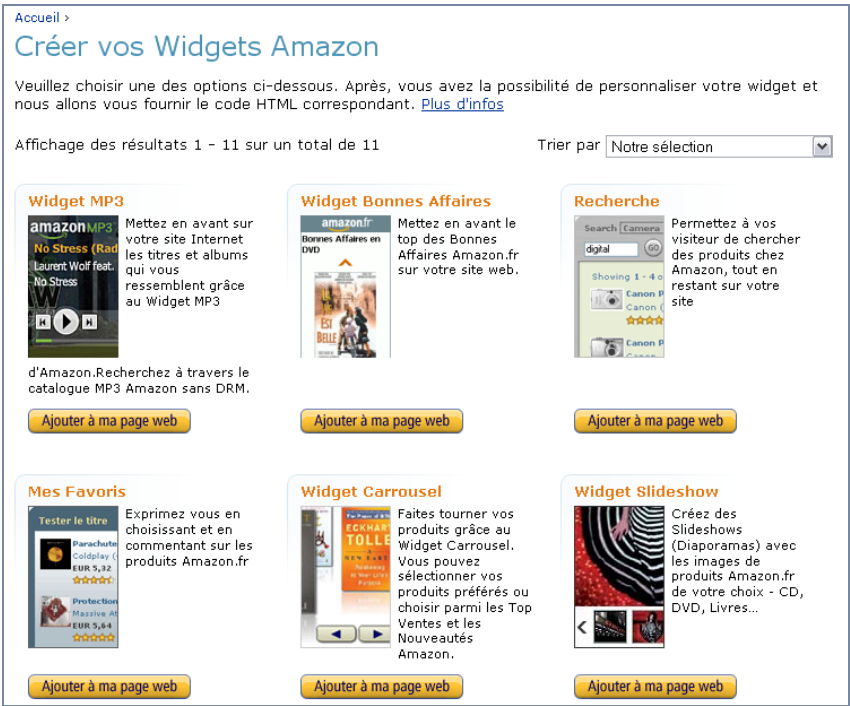 Accueil ›
Créer vos Widgets Amazon
Veuillez choisir une des options ci-dessous. Après, vous avez la possibilité de personnaliser votre widget et
nous allons vous fournir le code HTML correspondant. Plus d'infos
Affichage des résultats 1 - 11 sur un total de 11
Trier par Notre sélection
Widget MP3
amazonMP3
No Stress (Rad
Laurent Wolf feat.
No Stress
Mettez en avant sur
votre site Internet
les titres et albums
qui vous
ressemblent grâce
au Widget MP3
d'Amazon.Recherchez à travers le
catalogue MP3 Amazon sans DRM.
Ajouter à ma page web
Widget Bonnes Affaires
amazon.fr
Bonnes Affaires en
DVD
EST
BELLE
Mettez en avant le
top des Bonnes
Affaires Amazon.fr
sur votre site web.
Ajouter à ma page web
Recherche
Search Camera
digital GO
Showing 1 - 4 o
Canon P
Canon (
Canon P
Canon
Permettez à vos
visiteur de chercher
des produits chez
Amazon, tout en
restant sur votre
site
Ajouter à ma page web
Mes Favoris
Tester le titre
Parachute
Coldplay (
EUR 5,32
Protection
Massive At
EUR 5,64
Exprimez vous en
choisissant et en
commentant sur les
produits Amazon.fr
Ajouter à ma page web
Widget Carrousel
ECKHAR
TOLLE
Faites tourner vos
produits grâce au
Widget Carrousel.
Vous pouvez
sélectionner vos
produits préférés ou
choisir parmi les Top
Ventes et les
Nouveautés
Amazon.
Ajouter à ma page web
Widget Slideshow
Créez des
Slideshows
(Diaporamas) avec
les images de
produits Amazon.fr
de votre choix - CD,
DVD, Livres...
Ajouter à ma page web